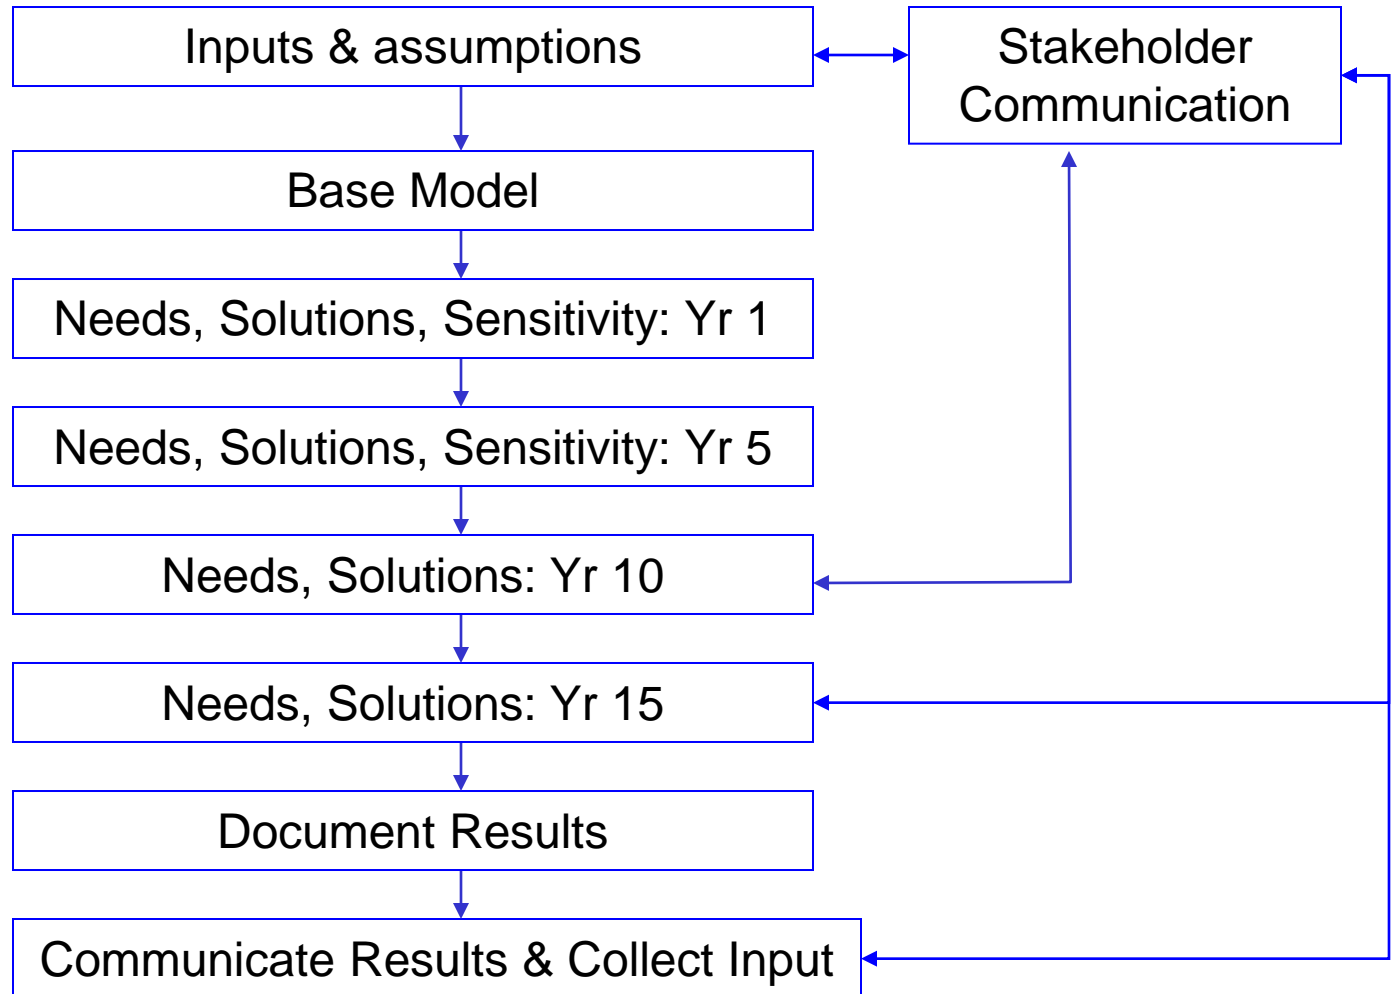 Inputs & assumptions
Stakeholder
Communication
Base Model
Needs, Solutions, Sensitivity: Yr 1
Needs, Solutions, Sensitivity: Yr 5
Needs, Solutions: Yr 10
Needs, Solutions: Yr 15
Document Results
Communicate Results & Collect Input